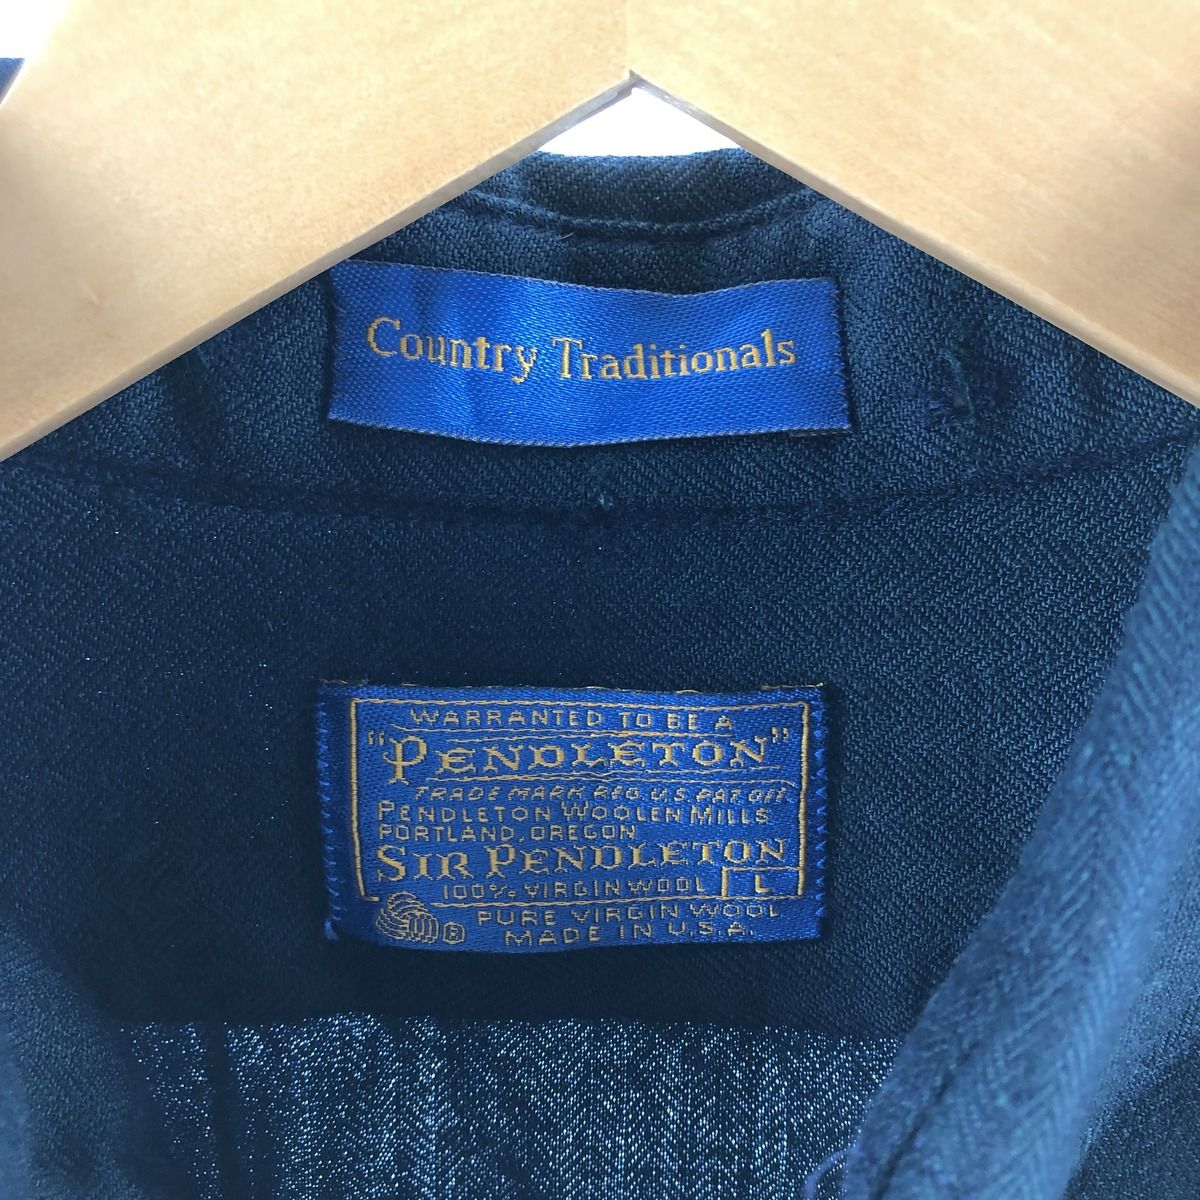 Country Traditionals
WARRANTED TO BE A
"PENDLETON"
TRADE MARK REG. U.S. PAT. OFF.
PENDLETON WOOLEN MILLS
PORTLAND, OREGON
SIR PENDLETON
100% VIRGIN WOOL L
PURE VIRGIN WOOL
® MADE IN U.S.A.